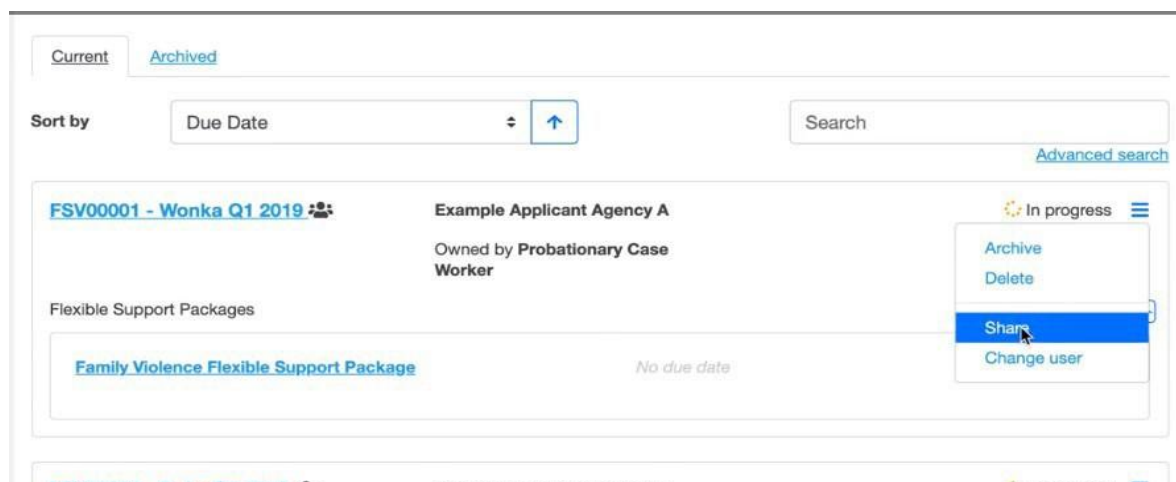 Current Archived
Sort by Due Date Search
Advanced search
FSV00001 - Wonka Q1 2019 Example Applicant Agency A In progress
Owned by Probationary Case
Worker
Archive
Delete
Flexible Support Packages
Share
Change user
Family Violence Flexible Support Package No due date